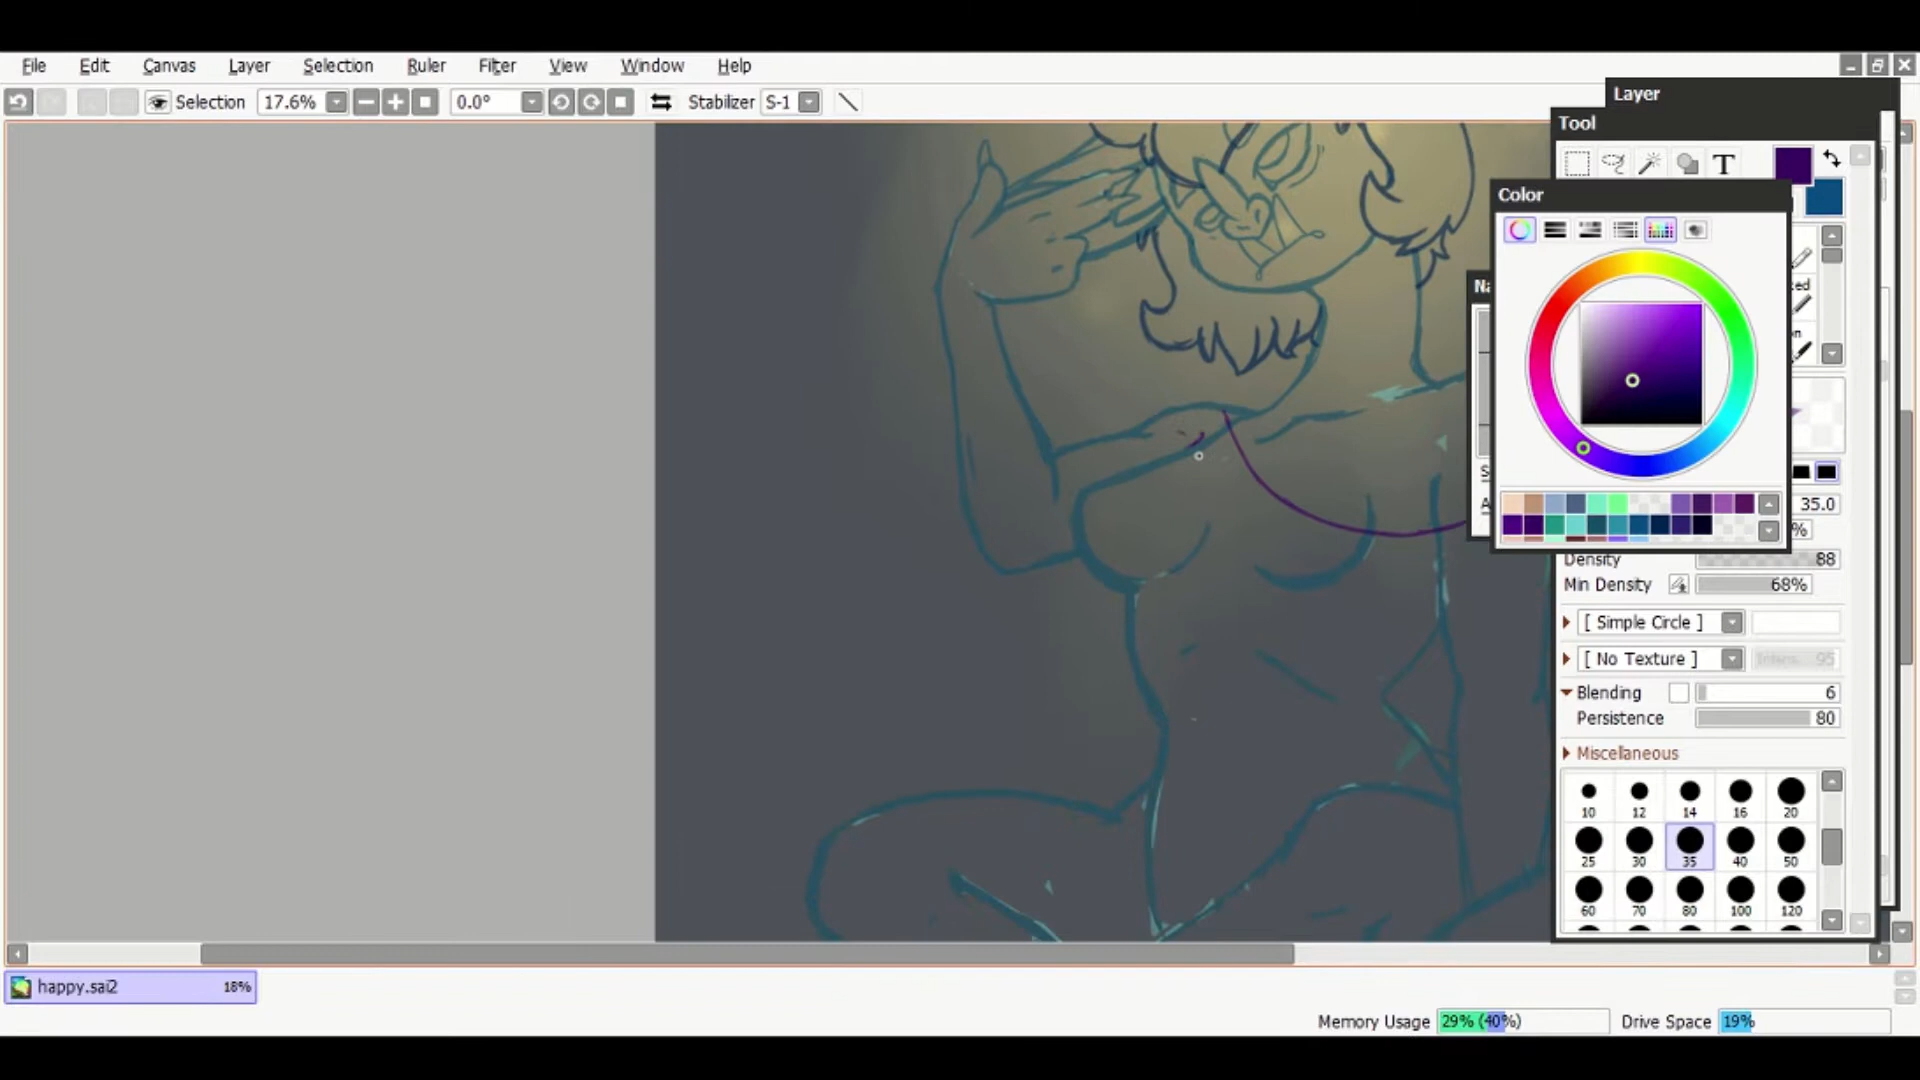 File Edit Canvas Layer Selection Ruler Filter View Window Help
Selection 17.6% 0.0° Stabilizer S-1
Layer
Tool
T
Color
35.0
%
Density 88
Min Density 68%
[ Simple Circle ]
[ No Texture ] 95
Blending 6
Persistence 80
Miscellaneous
10 12 14 16 20
25 30 35 40 50
60 70 80 100 120
happy.sai2 18%
Memory Usage 29% (40%) Drive Space 19%